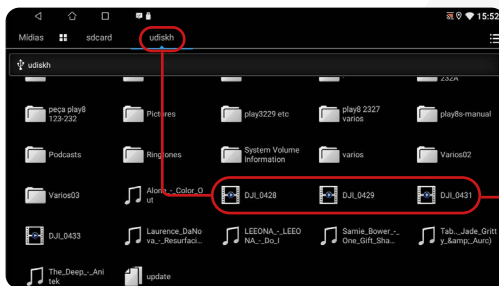 15:52
Mídias sdcard udiskh
udiskh
232A
peça play8
123-232
Pictures
play3229 etc
play8 2327
varios
play8s-manual
Podcasts
Ringtones
System Volume
Information
varios
Varios02
Varios03
Alone_-_Color_O
ut
DJI_0428
DJI_0429
DJI_0431
DJI_0433
Laurence_DaNo
va_-_Resurfaci...
LEEONA_-_LEEO
NA_-_Do_I
Samie_Bower_-_
One_Gift_Sha...
Tab.._Jade_Gritt
y_&amp;_Auro)
The_Deep_-_Ani
tek
update